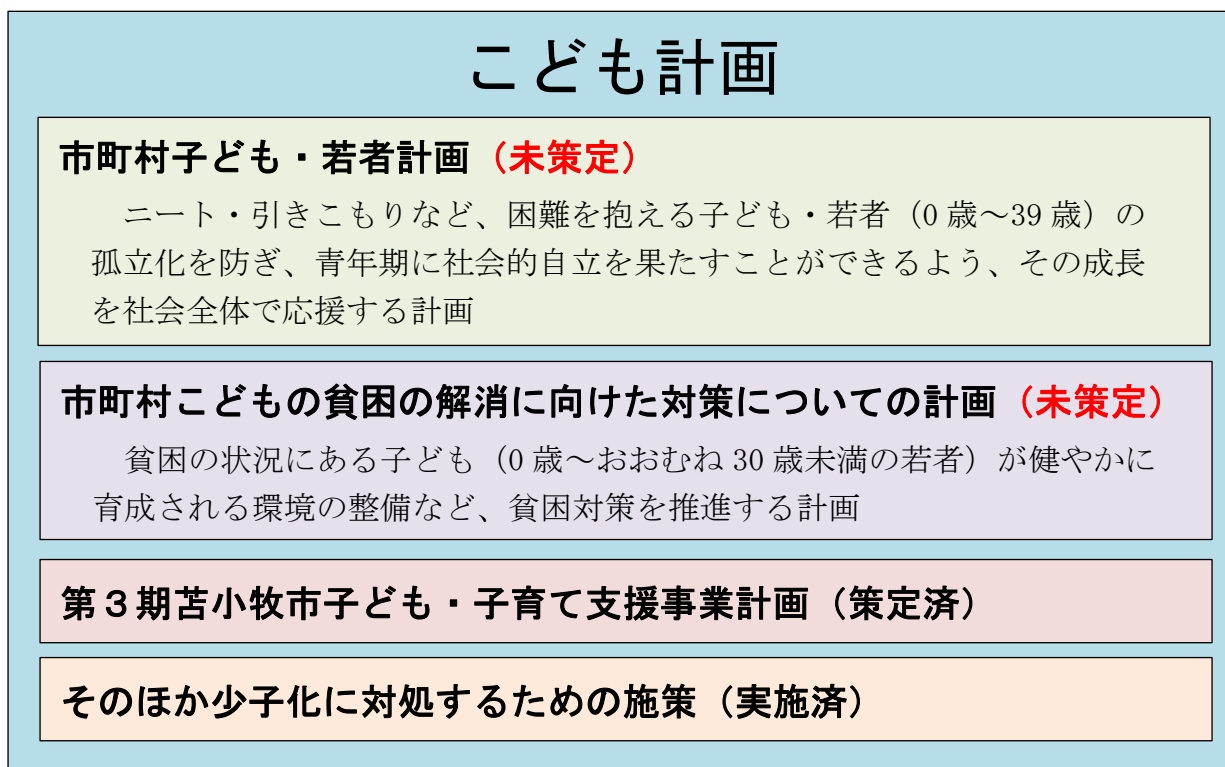 こども計画
市町村子ども・若者計画（未策定）
ニート・引きこもりなど、困難を抱える子ども・若者（0 歳～39 歳）の
孤立化を防ぎ、青年期に社会的自立を果たすことができるよう、その成長
を社会全体で応援する計画
市町村こどもの貧困の解消に向けた対策についての計画（未策定）
貧困の状況にある子ども（0 歳～おおむね 30 歳未満の若者）が健やかに
育成される環境の整備など、貧困対策を推進する計画
第３期苫小牧市子ども・子育て支援事業計画（策定済）
そのほか少子化に対処するための施策（実施済）